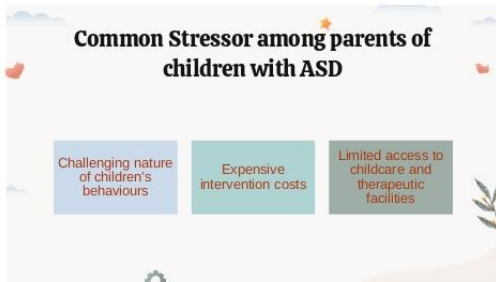 Common Stressor among parents of
children with ASD
Challenging nature
of children's
behaviours
Expensive
intervention costs
Limited access to
childcare and
therapeutic
facilities